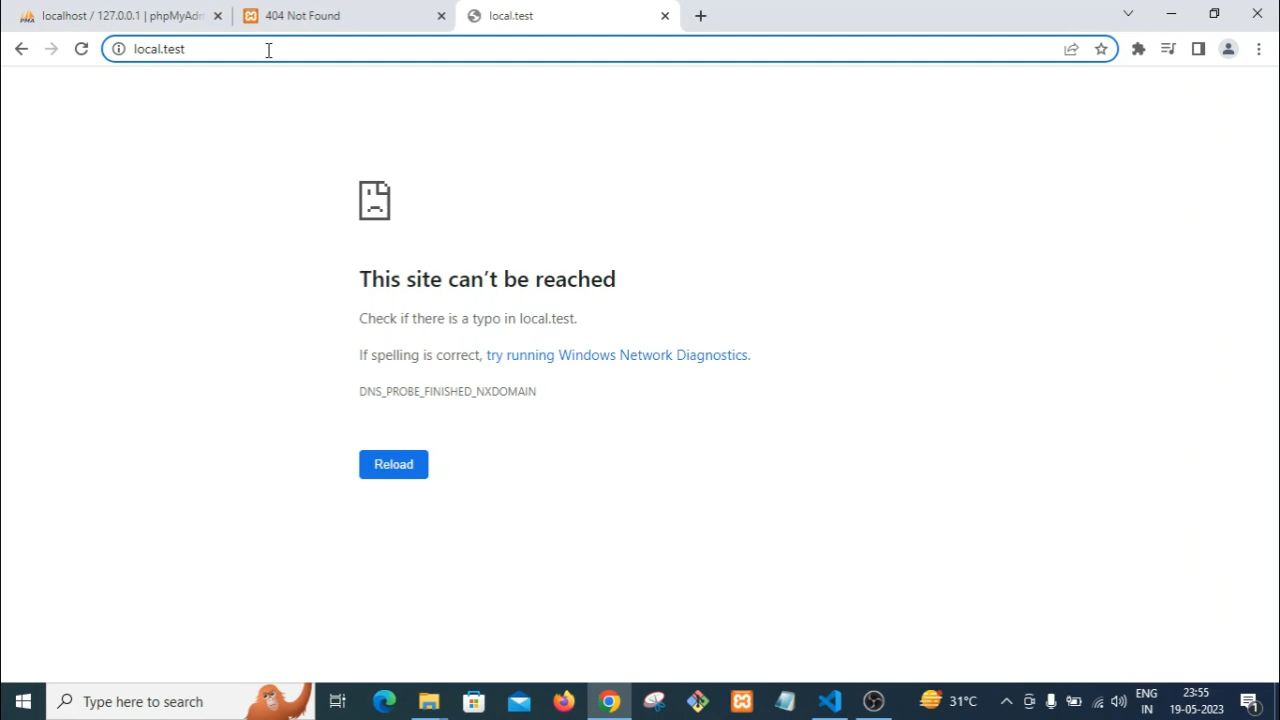 localhost / 127.0.0.1 | phpMyAdm
404 Not Found
local.test
local.test
This site can't be reached
Check if there is a typo in local.test.
If spelling is correct, try running Windows Network Diagnostics.
DNS_PROBE_FINISHED_NXDOMAIN
Reload
Type here to search
31°C
ENG
IN
23:55
19-05-2023
1